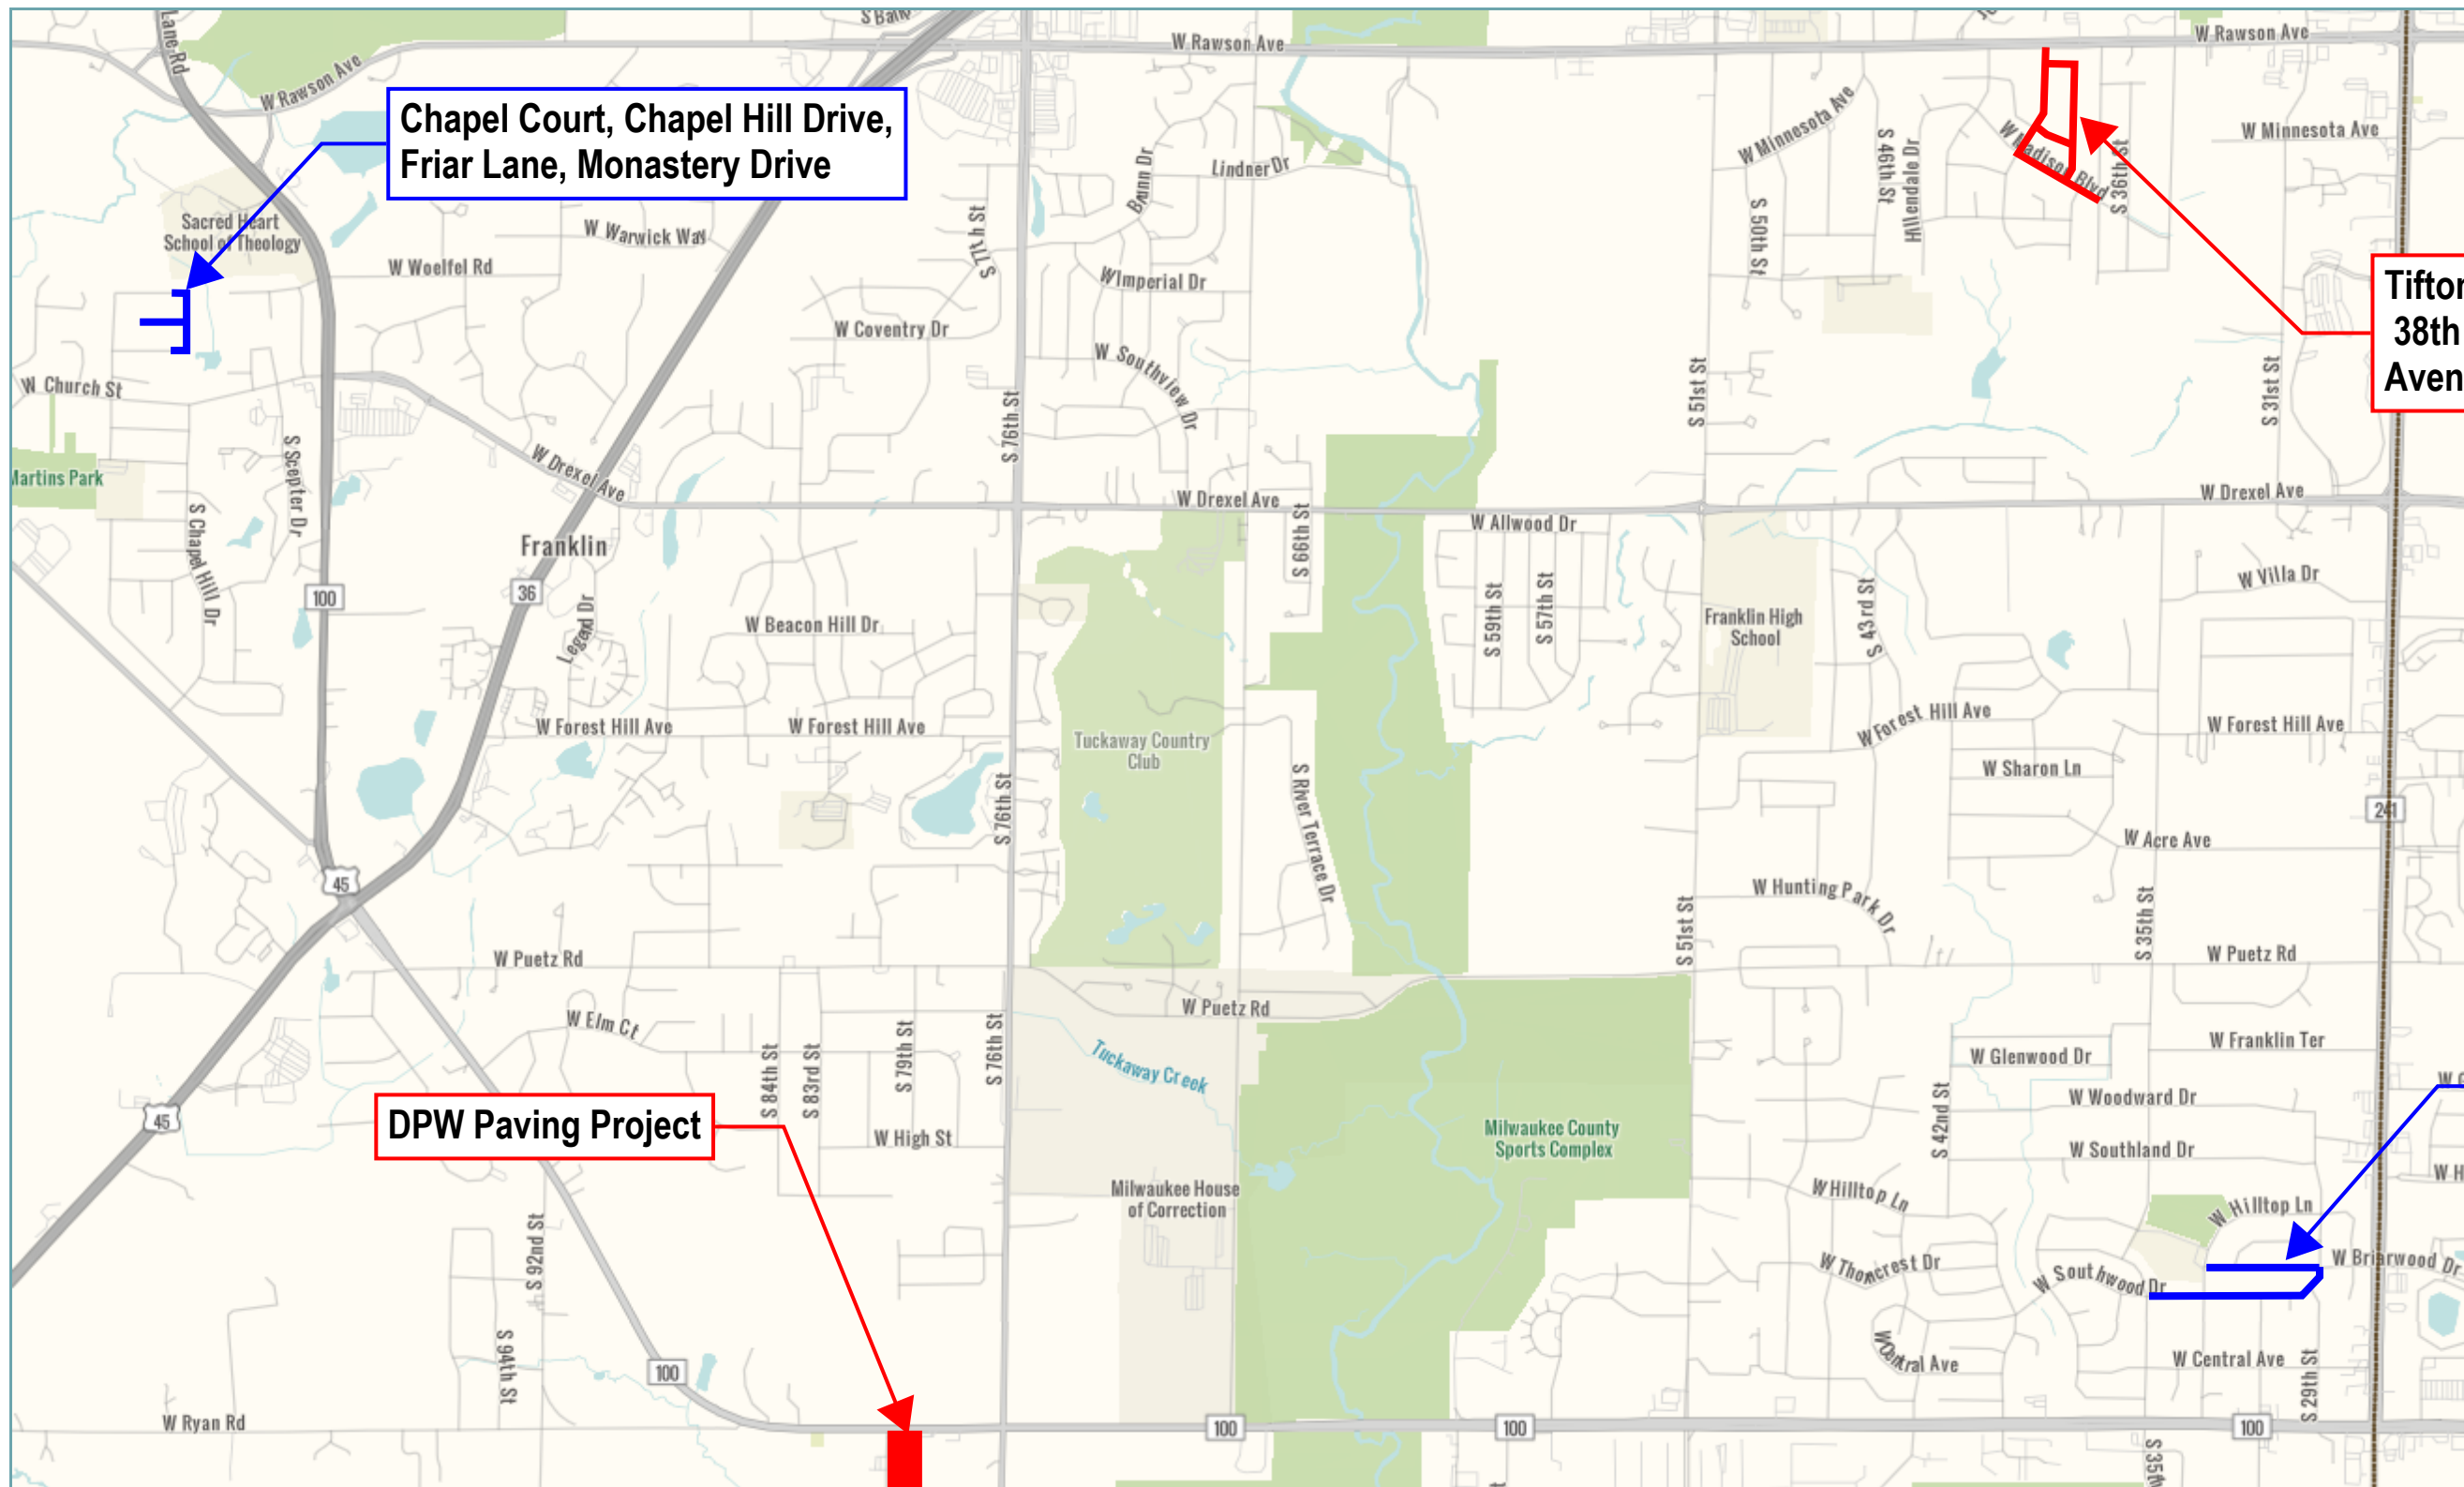 S Ball
Lane Rd
W Rawson Ave
W Rawson Ave
W Rawson Ave
Chapel Court, Chapel Hill Drive,
Friar Lane, Monastery Drive
W Minnesota Ave
W Minnesota Ave
S 46th St
Hillendale Dr
W Madison Blvd
S 36th St
Lindner Dr
Sacred Heart
School of Theology
W Warwick Way
S 77th St
S 50th St
W Woelfel Rd
W Imperial Dr
W Coventry Dr
38th
Aven
W Southview Dr
W Church St
S 76th St
S 51st St
S 31st St
Martins Park
S Scepter Dr
W Drexel Ave
W Drexel Ave
W Drexel Ave
S Chapel Hill Dr
Franklin
S 66th St
W Allwood Dr
100
36
Legend Dr
W Beacon Hill Dr
S 59th St
S 57th St
Franklin High
School
S 43rd St
W Villa Dr
W Forest Hill Ave
W Forest Hill Ave
Tuckaway Country
Club
W Forest Hill Ave
W Forest Hill Ave
W Sharon Ln
S 76th St
S River Terrace Dr
241
W Acre Ave
45
W Hunting Park Dr
S 51st St
S 35th St
W Puetz Rd
W Puetz Rd
W Puetz Rd
W Elm Ct
S 84th St
S 83rd St
S 79th St
S 76th St
Tuckaway Creek
W Glenwood Dr
W Franklin Ter
45
DPW Paving Project
W High St
Milwaukee County
Sports Complex
S 42nd St
W Woodward Dr
W Southland Dr
W H
Milwaukee House
of Correction
W Hilltop Ln
W Hilltop Ln
S 92nd St
W Thorncrest Dr
W Southwood Dr
W Briarwood Dr
S 94th St
100
W Central Ave
W Central Ave
S 29th St
W Ryan Rd
100
100
100
S 35th